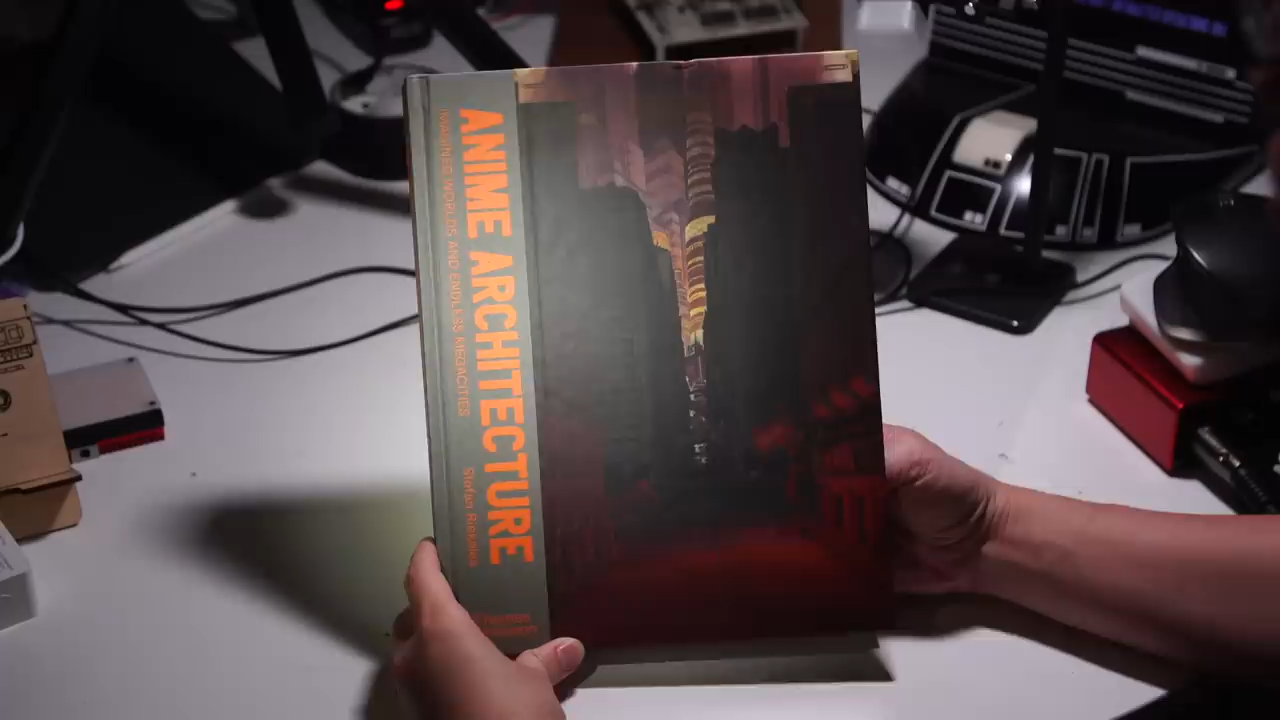 ANIME ARCHITECTURE
IMAGINED WORLDS AND ENDLESS MEGACITIES
Stefan Riekeles